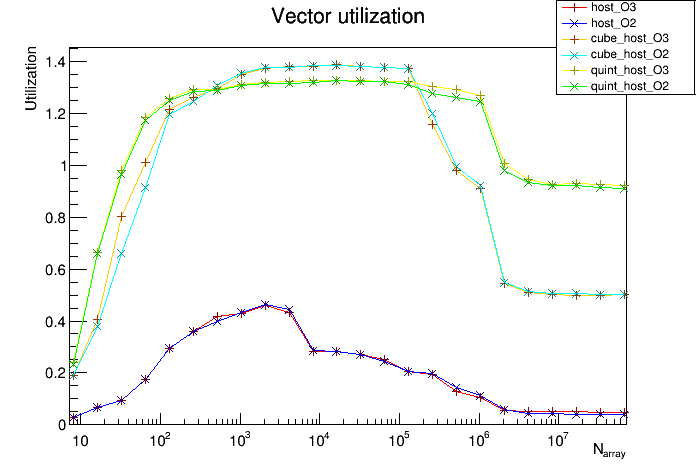 Vector utilization
host_O3
host_O2
cube_host_O3
cube_host_O2
quint_host_O3
quint_host_O2
Utilization
1.4
1.2
1
0.8
0.6
0.4
0.2
0
10 10² 10³ 10⁴ 10⁵ 10⁶ 10⁷
N_array